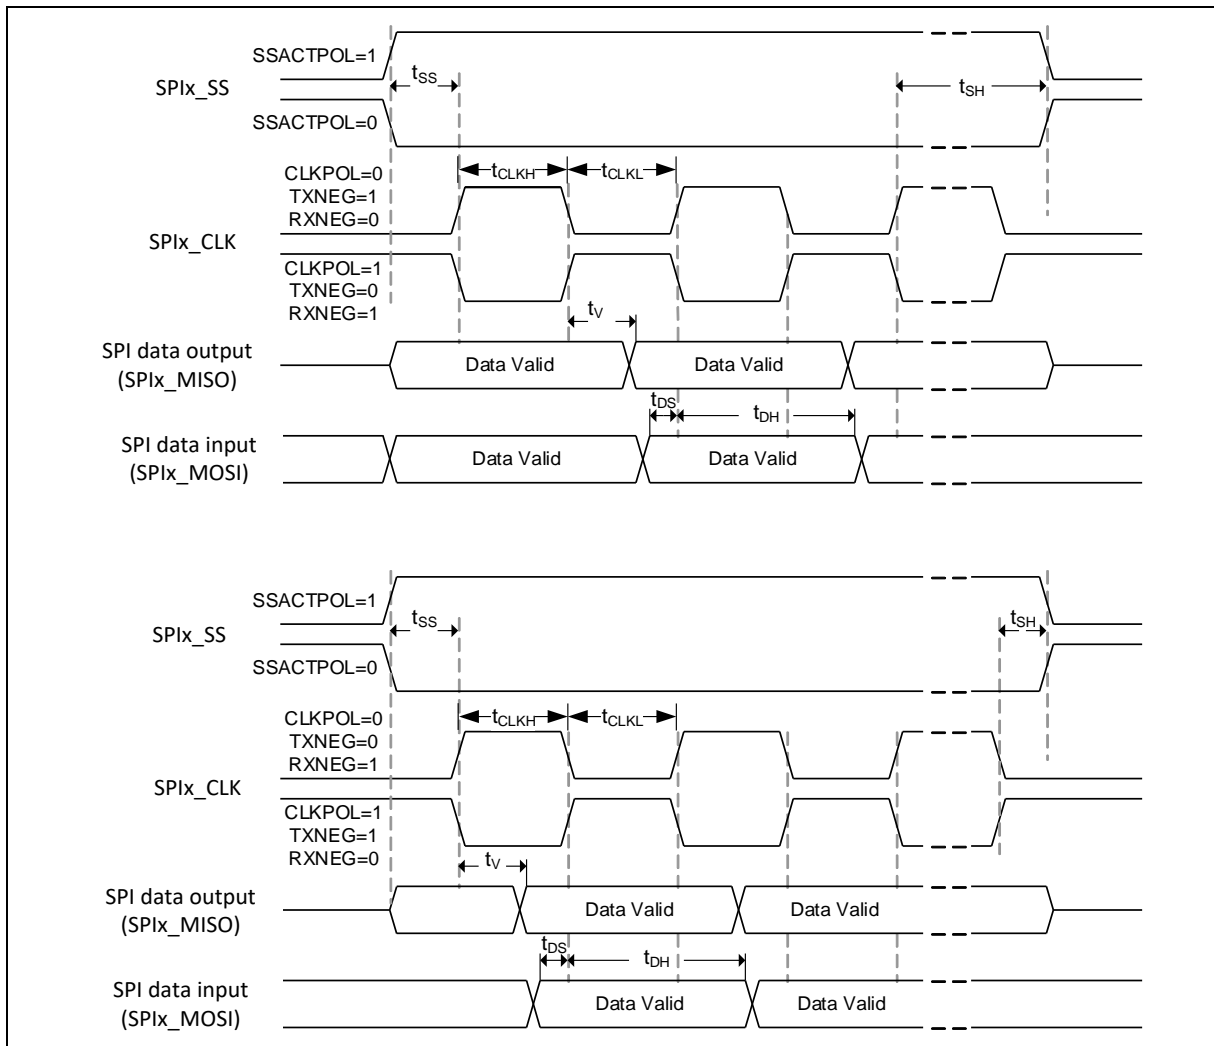 SSACTPOL=1
SPIx_SS
tSS
tSH
SSACTPOL=0
CLKPOL=0
TXNEG=1
RXNEG=0
tCLKH
tCLKL
SPIx_CLK
CLKPOL=1
TXNEG=0
RXNEG=1
tV
SPI data output
(SPIx_MISO)
Data Valid
Data Valid
tDS
tDH
SPI data input
(SPIx_MOSI)
Data Valid
Data Valid
SSACTPOL=1
SPIx_SS
tSS
tSH
SSACTPOL=0
CLKPOL=0
TXNEG=0
RXNEG=1
tCLKH
tCLKL
SPIx_CLK
CLKPOL=1
TXNEG=1
RXNEG=0
tV
SPI data output
(SPIx_MISO)
Data Valid
Data Valid
tDS
tDH
SPI data input
(SPIx_MOSI)
Data Valid
Data Valid